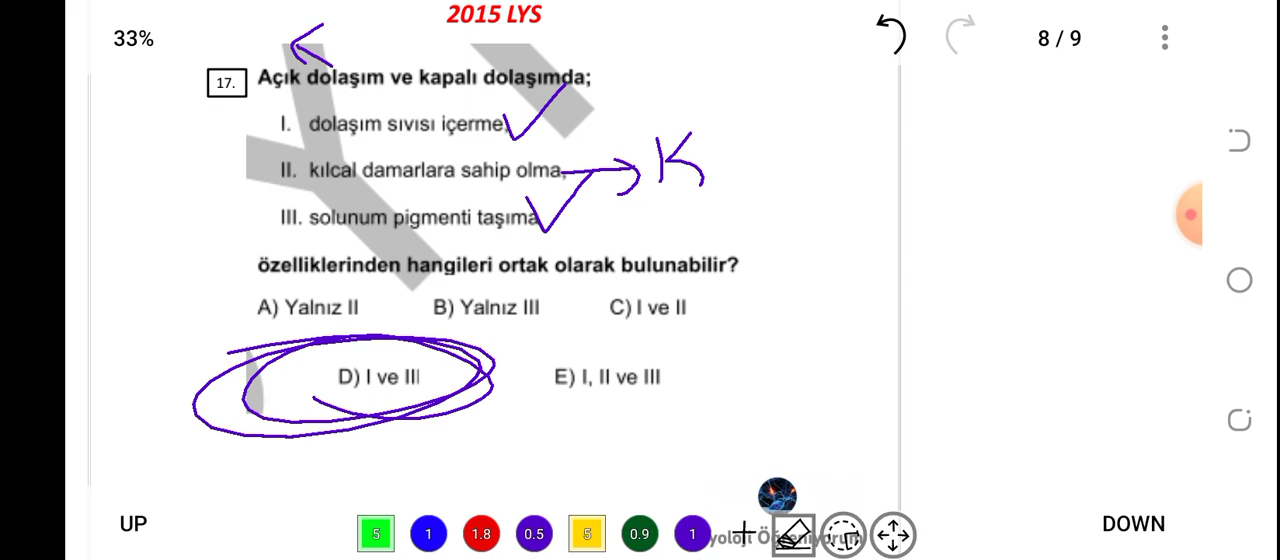 2015 LYS
33%
8 / 9
17. Açık dolaşım ve kapalı dolaşımda;
I. dolaşım sıvısı içerme,
II. kılcal damarlara sahip olma, K
III. solunum pigmenti taşıma
özelliklerinden hangileri ortak olarak bulunabilir?
A) Yalnız II B) Yalnız III C) I ve II
D) I ve III E) I, II ve III
UP 5 1 1.8 0.5 5 0.9 1 DOWN